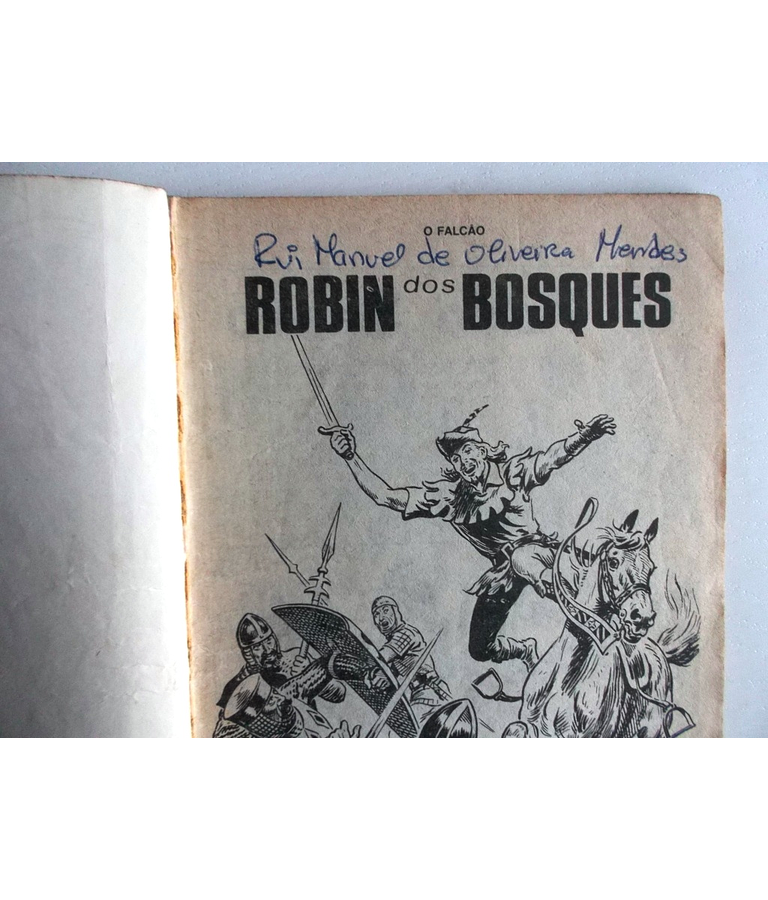 O FALCÃO
Rui Manuel de Oliveira Mendes
ROBIN dos BOSQUES